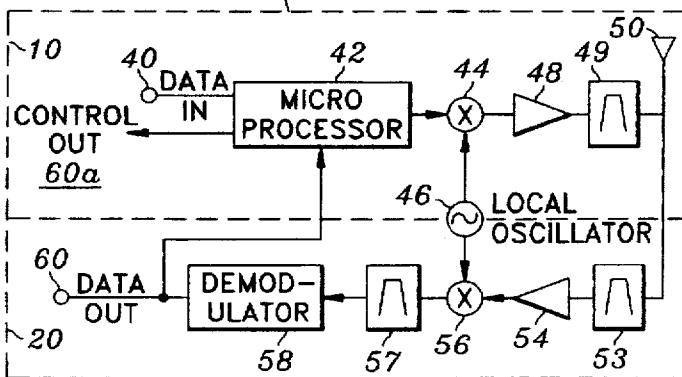 50
10
40
DATA
IN
42
MICRO
PROCESSOR
44
X
48
49
CONTROL
OUT
60a
46
LOCAL
OSCILLATOR
60
DATA
OUT
DEMOD-
ULATOR
58
57
X
56
54
53
20